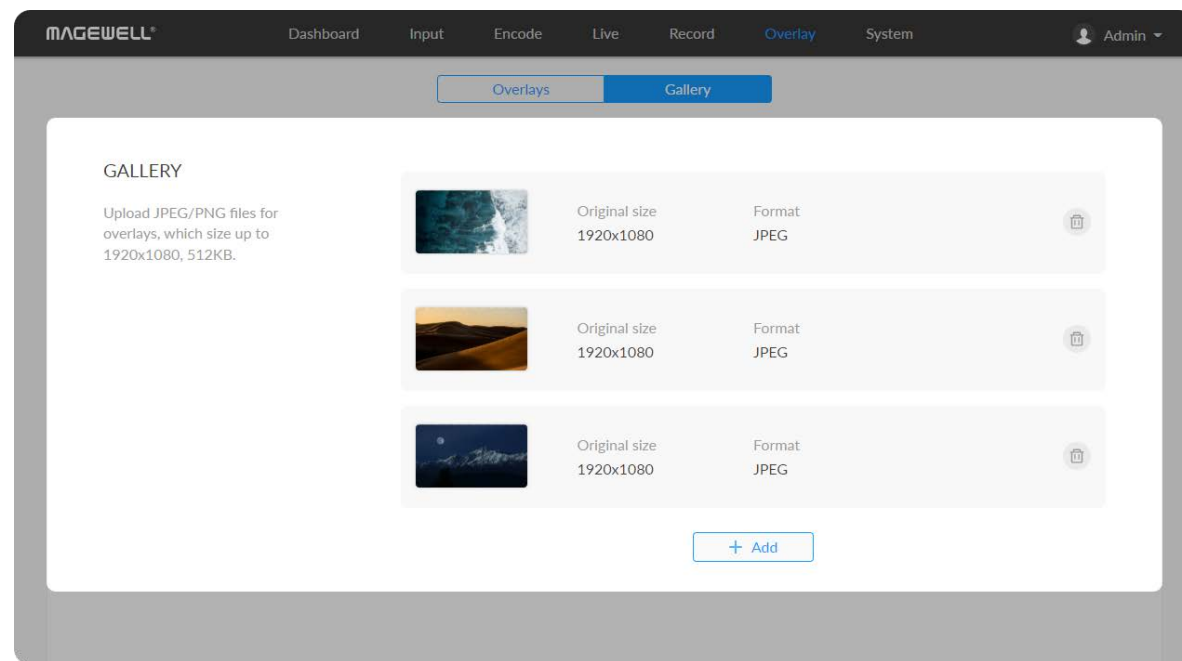 MAGEWELL®
Dashboard Input Encode Live Record Overlay System Admin
Overlays Gallery
GALLERY
Upload JPEG/PNG files for
overlays, which size up to
1920x1080, 512KB.
Original size Format
1920x1080 JPEG
Original size Format
1920x1080 JPEG
Original size Format
1920x1080 JPEG
+ Add